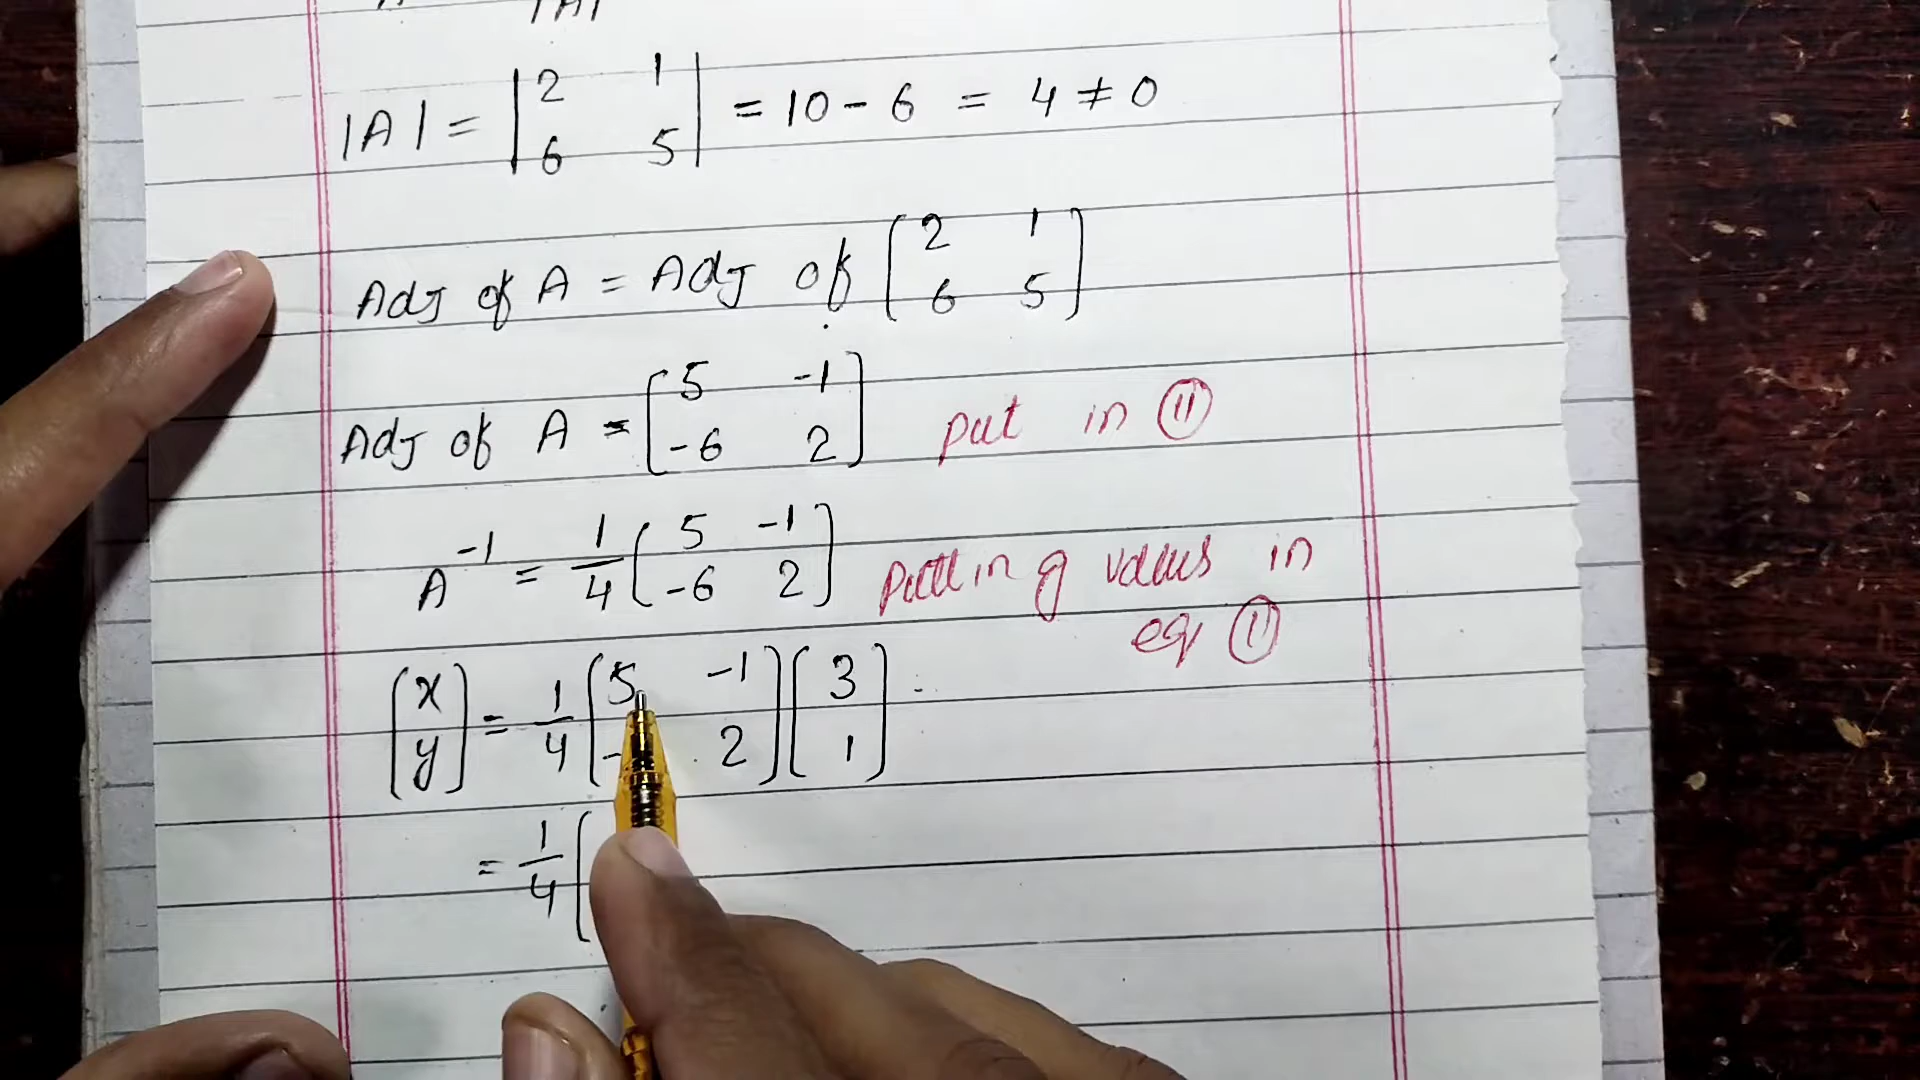 |A|
|A| = |2 1| = 10 - 6 = 4 ≠ 0
|6 5|
Adj of A = Adj of [2 1]
[6 5]
Adj of A = [5 -1] put in (II)
[-6 2]
A⁻¹ = 1/4 [5 -1] Putting values in
[-6 2] eq (II)
[x] = 1/4 [5 -1] [3]
[y] [- 2] [1]
= 1/4 [